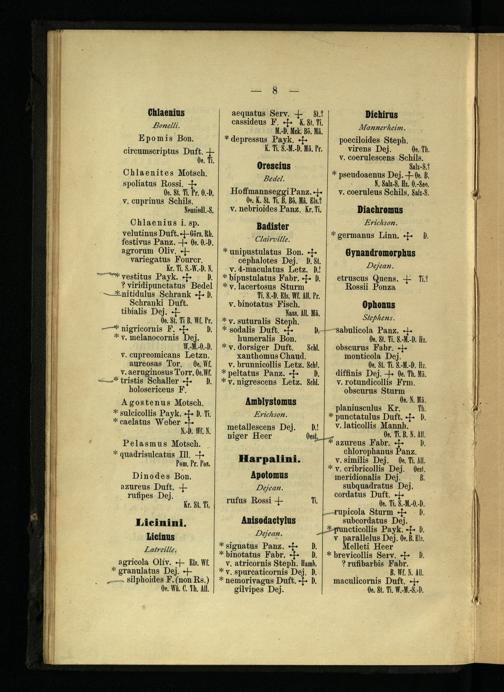 — 8 —
Chlaenius
Bonelli.
Epomis Bon.
circumscriptus Duft. +
Oe. Ti.
Chlaenites Motsch.
spoliatus Rossi. ÷
Oe. St. Ti. Pr. O.-D.
v. cuprinus Schils.
Neusiedl.-S.
Chlaenius i. sp.
velutinus Duft. ÷ Görz. Rh.
festivus Panz. ÷ Oe. O.-D.
agrorum Oliv. ÷
variegatus Fourcr.
Kr. Ti. S.-W.-D. N.
* vestitus Payk. ÷ D.
? viridipunctatus Bedel
nitidulus Schrank ÷ D.
Schranki Duft.
tibialis Dej. ÷
Oe. St. Ti B. Wf. Pr.
* nigricornis F. ÷ D.
* v. melanocornis Dej.
M.-M.-O.-D.
v. cupreomicans Letzn.
aureosas Tor. Oe. Wf.
v. aeruginosus Torr. Oe. Wf.
* tristis Schaller ÷ D.
holosericeus F.
Agostenus Motsch.
* sulcicollis Payk. ÷ D. Ti.
* caelatus Weber ÷
N.-D. Wf. N.
Pelasmus Motsch.
* quadrisulcatus Ill. ÷
Pom. Pr. Pos.
Dinodes Bon.
azureus Duft. ÷
rufipes Dej.
Kr. St. Ti.
Licinini.
Licinus
Latreille.
agricola Oliv. ÷ Els. Wf.
* granulatus Dej. ÷
silphoides F. (non Rs.)
Oe. Wü. C. Th. All.
aequatus Serv. ÷ St.!
cassideus F. ÷ K. St. Ti.
M.-D. Mek. Bö. Mä.
* depressus Payk. ÷
K. Ti. S.-M.-D. Mä. Pr.
Orescius
Bedel.
Hoffmannseggi Panz. ÷
Oe. K. St. Ti. B. Bö. Mä. Els.?
v. nebrioides Panz. Kr. Ti.
Badister
Clairville.
* unipustulatus Bon. ÷
cephalotes Dej. D. St.
v. 4-maculatus Letz. D.!
* bipustulatus Fabr. ÷ D.
* v. lacertosus Sturm
Ti. S.-D. Els. Wf. All. Pr.
v. binotatus Fisch.
Nass. All. Mä.
* v. suturalis Steph.
* sodalis Duft. ÷ D.
humeralis Bon.
* v. dorsiger Duft. Schl.
xanthomus Chaud.
v. brunnicollis Letz. Schl.
* peltatus Panz. ÷ D.
* v. nigrescens Letz. Schl.
Amblystomus
Erichson.
metallescens Dej. D.!
niger Heer Oest.
Harpalini.
Apotomus
Dejean.
rufus Rossi + Ti.
Anisodactylus
Dejean.
* signatus Panz. ÷ D.
* binotatus Fabr. ÷ D.
v. atricornis Steph. Hamb.
* v. spurcaticornis Dej. D.
* nemorivagus Duft. ÷ D.
gilvipes Dej.
Dichirus
Mannerheim.
poeciloides Steph.
virens Dej. Oe. Th.
v. coerulescens Schils.
Salz-S.!
* pseudoaenus Dej. ÷ Oe. B.
N. Salz-S. Hz. O.-See.
v. coeruleus Schils. Salz-S.
Diachromus
Erichson.
* germanus Linn. ÷ D.
Gynandromorphus
Dejean.
etruscus Quens. + Ti.!
Rossii Ponza
Ophonus
Stephens.
sabulicola Panz. ÷
Oe. St. Ti. S.-M.-D. Hz.
obscurus Fabr. ÷
monticola Dej.
Oe. St. Ti. S.-M.-D. Hz.
diffinis Dej. ÷ Oe. Th. Mä.
v. rotundicollis Frm.
obscurus Sturm
Oe. N. Mä.
planiusculus Kr. Th.
* punctatulus Duft. ÷ D.
v. laticollis Mannh.
Oe. Ti. B. N. All.
* azureus Fabr. ÷ D.
chlorophanus Panz.
v. similis Dej. Oe. Ti. All.
* v. cribricollis Dej. Oest.
meridionalis Dej. B.
subquadratus Dej.
cordatus Duft. ÷
Oe. Ti. S.-M.-O.-D.
rupicola Sturm ÷ D.
subcordatus Dej.
* puncticollis Payk. ÷ D.
v parallelus Dej. Oe. B. Els.
Melleti Heer
* brevicollis Serv. ÷ D.
? rufibarbis Fabr.
B. Wf. N. All.
maculicornis Duft. ÷
Oe. St. Ti. W.-M.-S.-D.